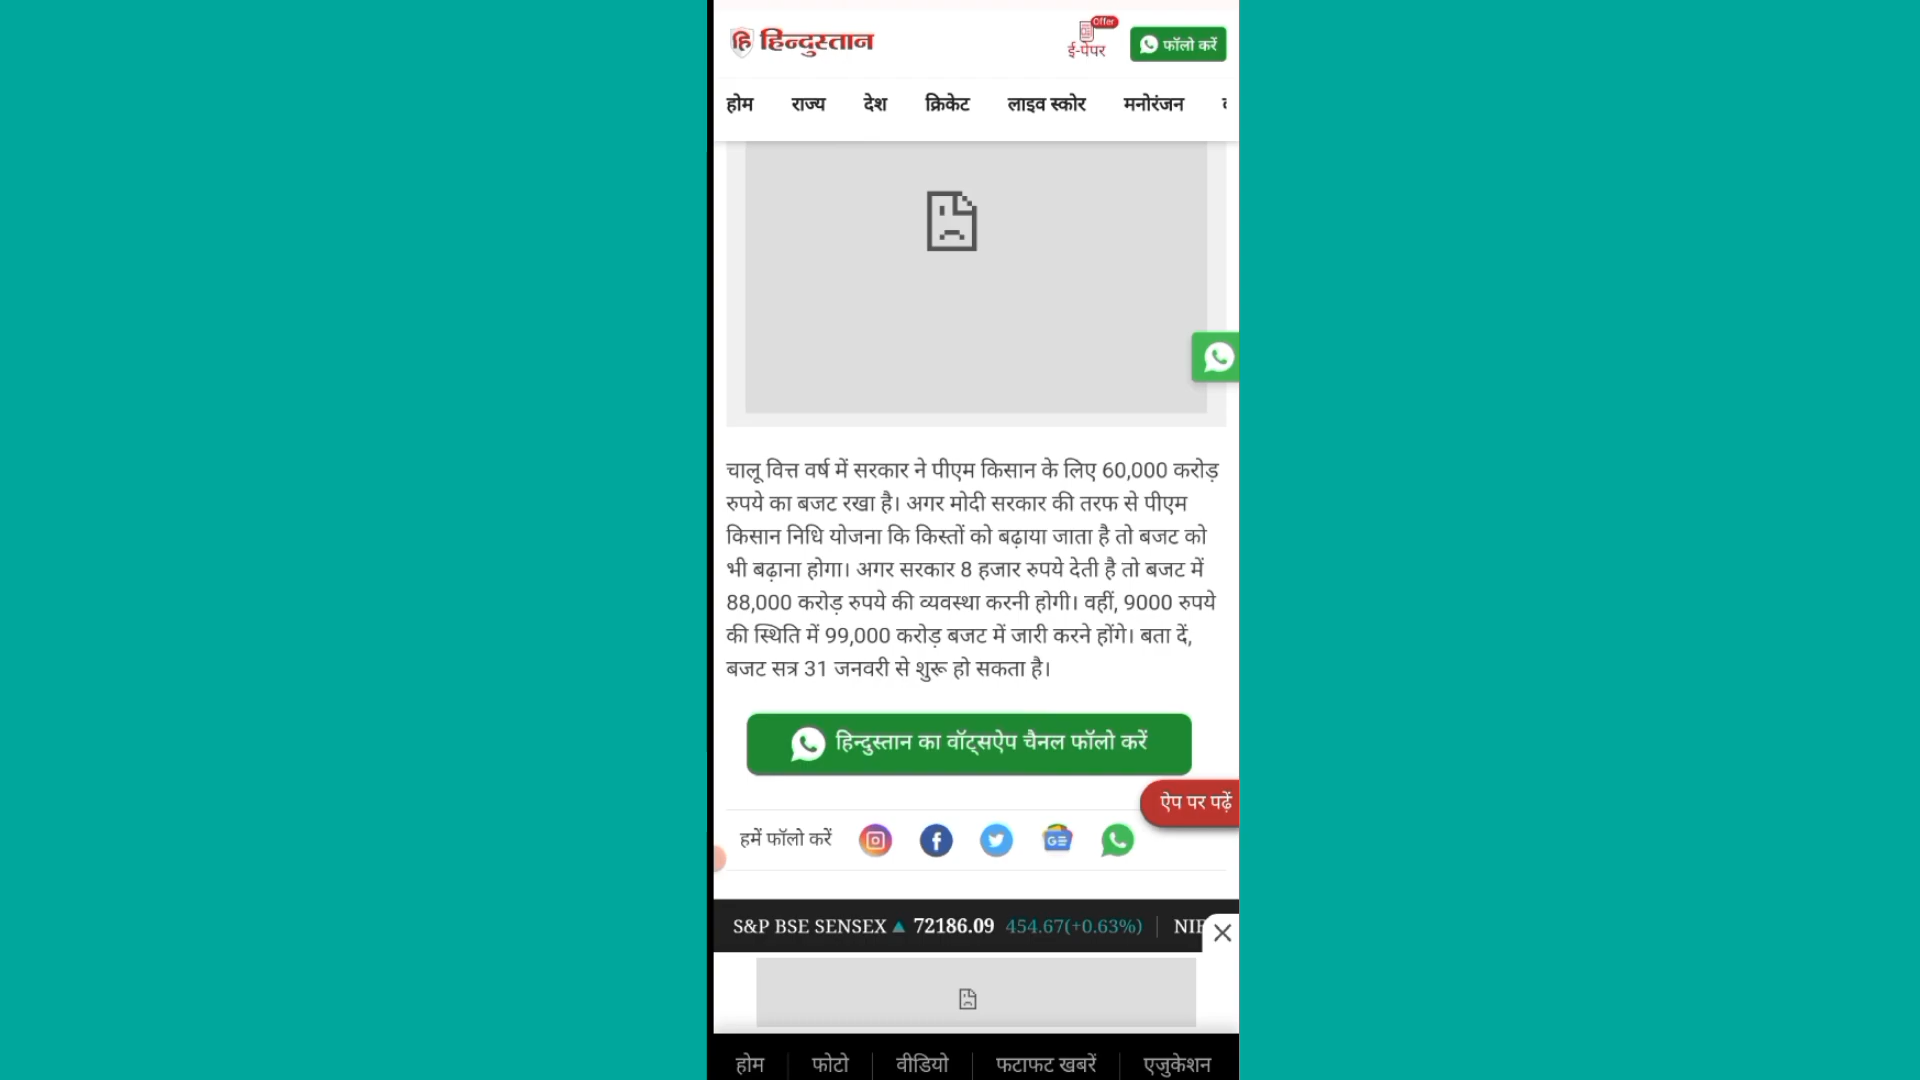 हि हिन्दुस्तान
Offer
ई-पेपर
फॉलो करें
होम राज्य देश क्रिकेट लाइव स्कोर मनोरंजन
चालू वित्त वर्ष में सरकार ने पीएम किसान के लिए 60,000 करोड़
रुपये का बजट रखा है। अगर मोदी सरकार की तरफ से पीएम
किसान निधि योजना कि किस्तों को बढ़ाया जाता है तो बजट को
भी बढ़ाना होगा। अगर सरकार 8 हजार रुपये देती है तो बजट में
88,000 करोड़ रुपये की व्यवस्था करनी होगी। वहीं, 9000 रुपये
की स्थिति में 99,000 करोड़ बजट में जारी करने होंगे। बता दें,
बजट सत्र 31 जनवरी से शुरू हो सकता है।
हिन्दुस्तान का वॉट्सऐप चैनल फॉलो करें
ऐप पर पढ़ें
हमें फॉलो करें
S&P BSE SENSEX ▲ 72186.09 454.67(+0.63%)
होम फोटो वीडियो फटाफट खबरें एजुकेशन